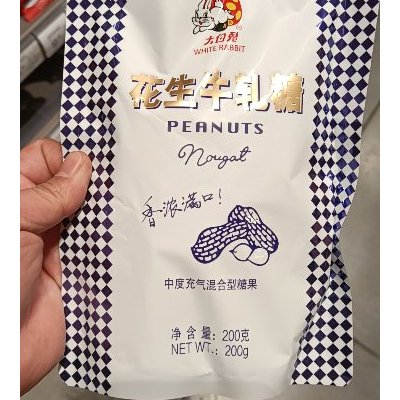 大白兔
WHITE RABBIT
花生牛轧糖
PEANUTS
Nougat
香浓满口!
中度充气混合型糖果
净含量:200克
NET WT.: 200g